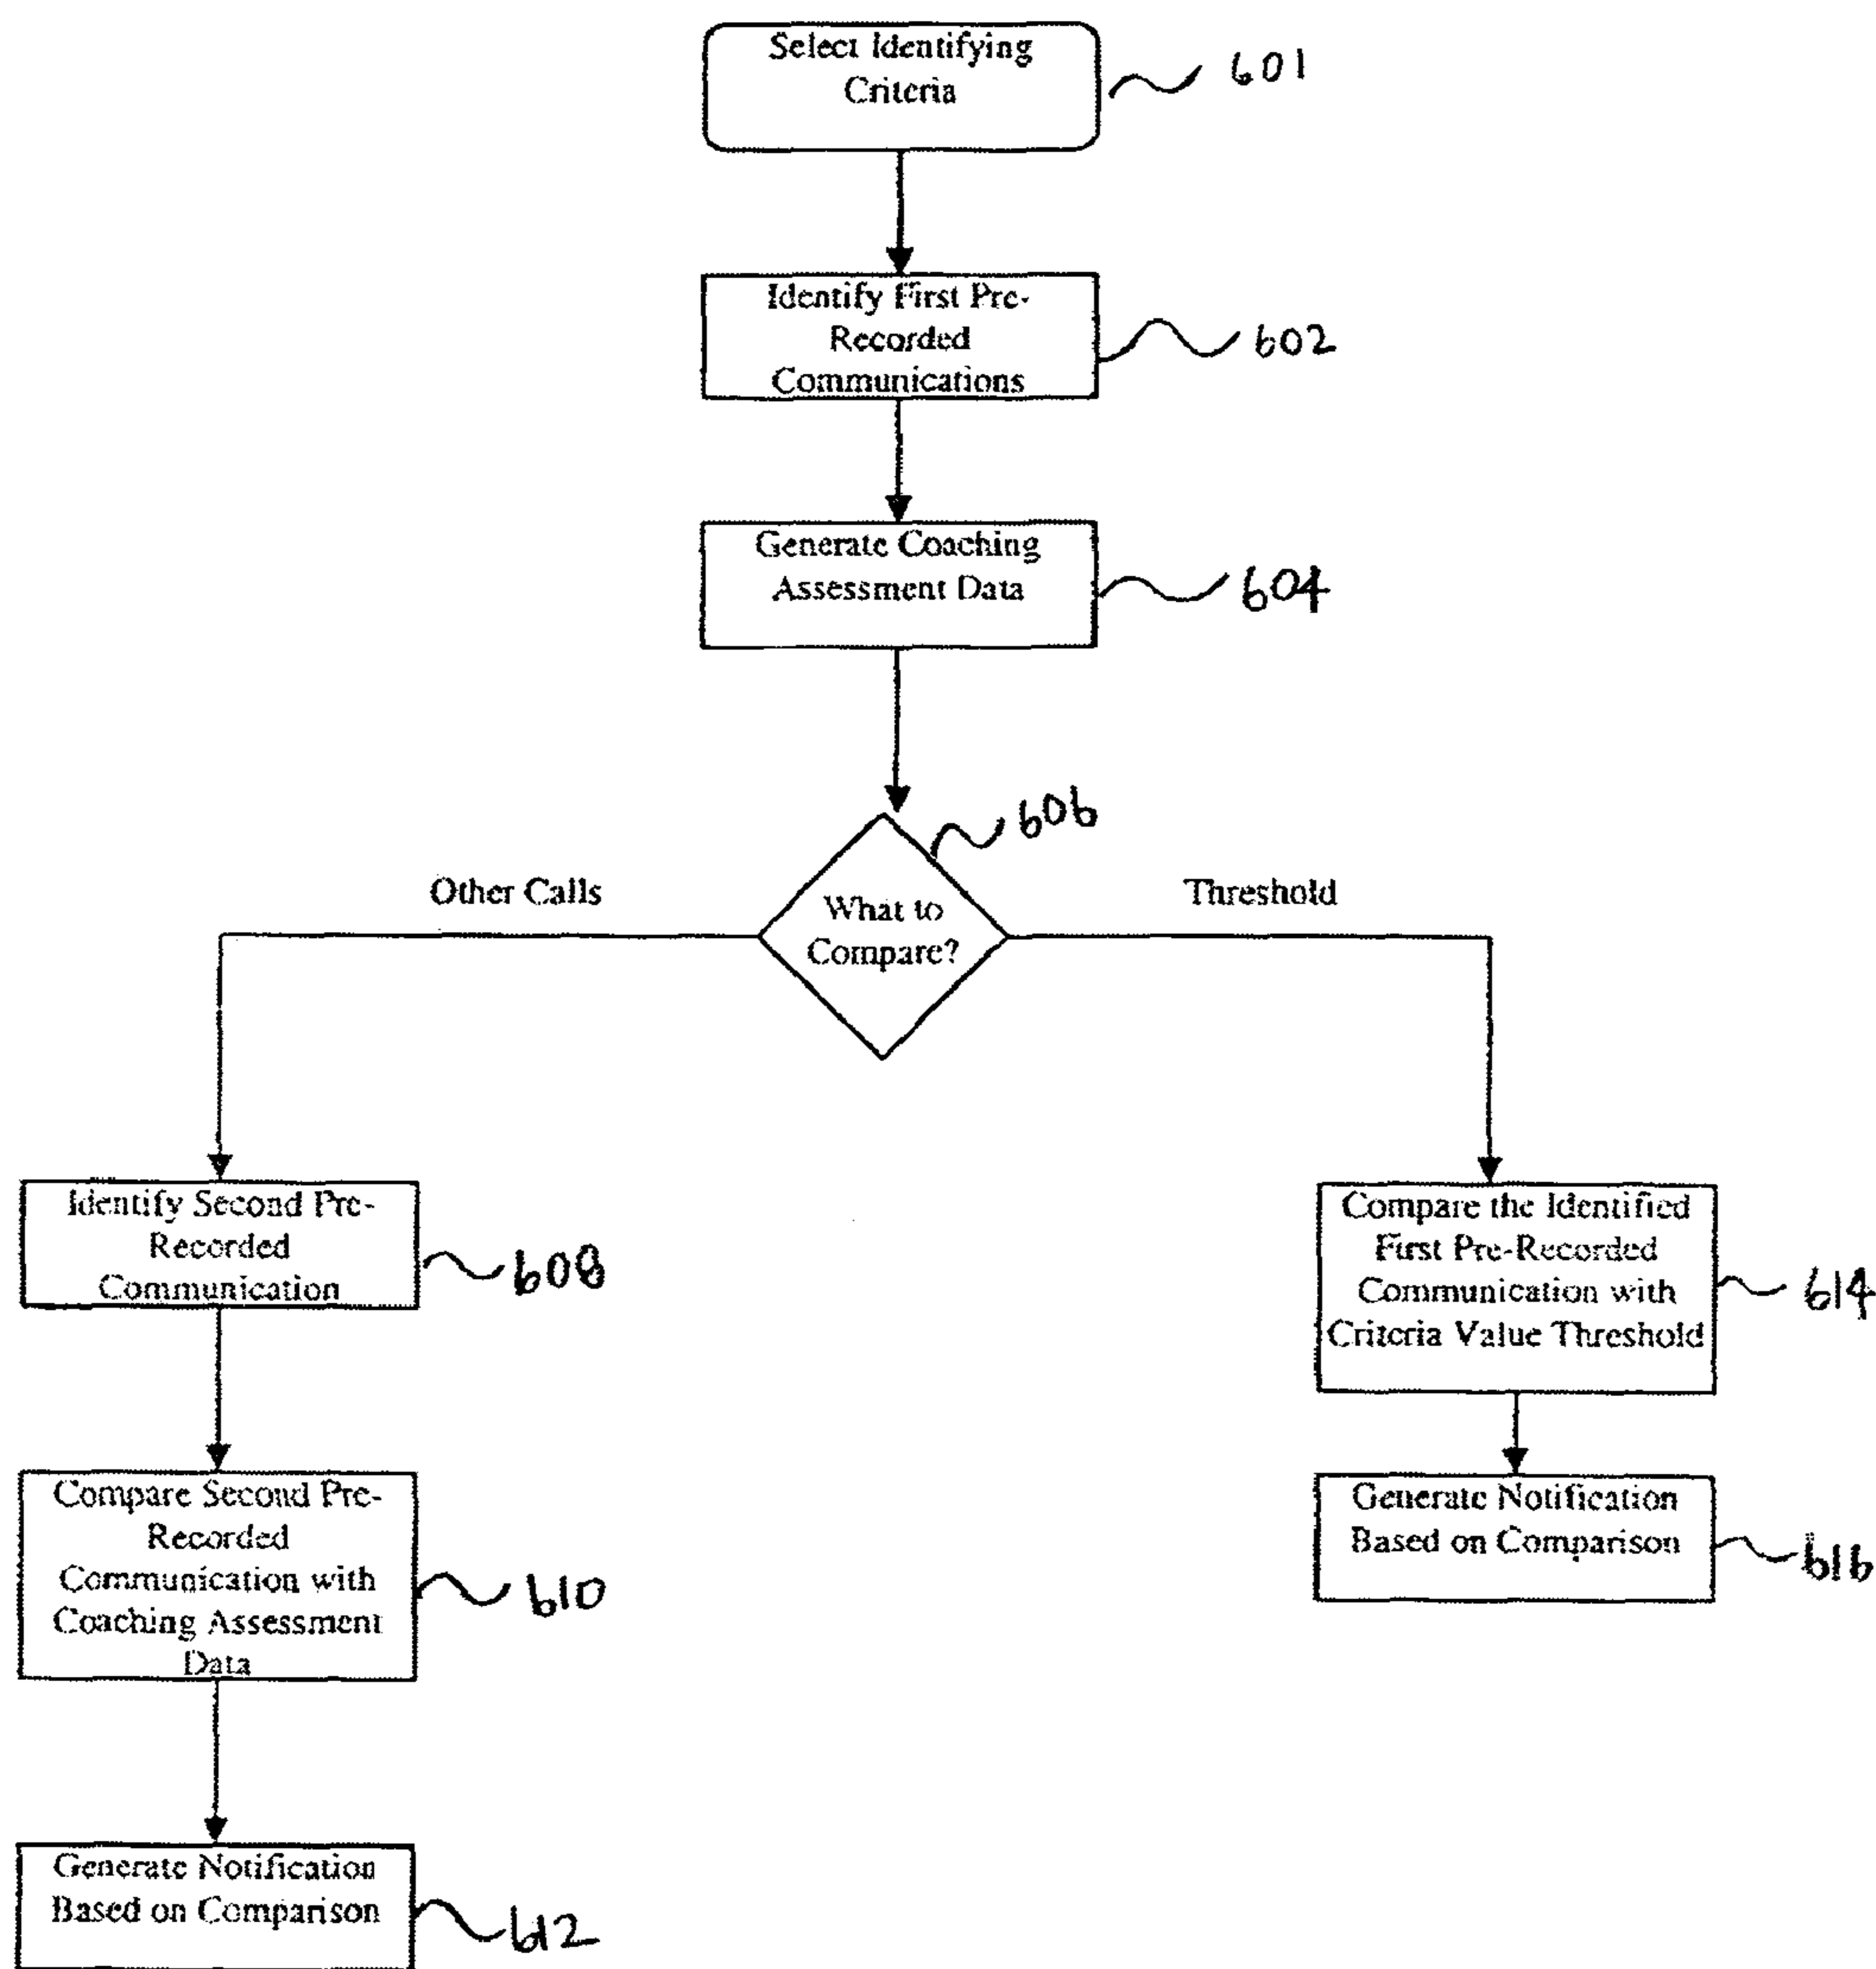 Select Identifying
Criteria
601
Identify First Pre-
Recorded
Communications
602
Generate Coaching
Assessment Data
604
606
Other Calls
What to
Compare?
Threshold
Identify Second Pre-
Recorded
Communication
608
Compare the Identified
First Pre-Recorded
Communication with
Criteria Value Threshold
614
Compare Second Pre-
Recorded
Communication with
Coaching Assessment
Data
610
Generate Notification
Based on Comparison
616
Generate Notification
Based on Comparison
612